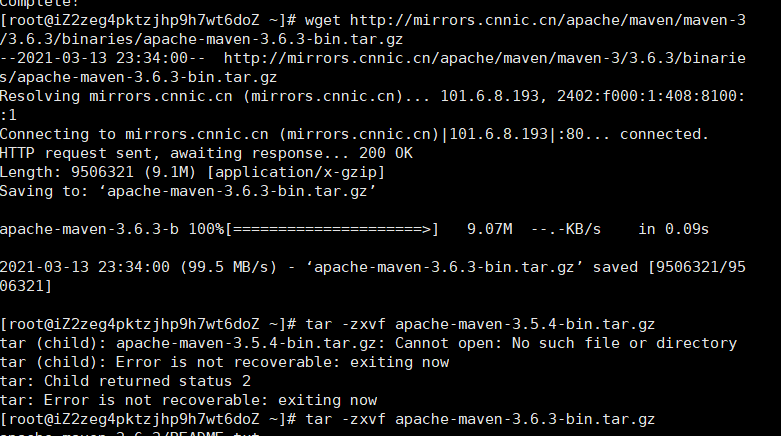 Complete!
[root@iZ2zeg4pktzjhp9h7wt6doZ ~]# wget http://mirrors.cnnic.cn/apache/maven/maven-3
/3.6.3/binaries/apache-maven-3.6.3-bin.tar.gz
--2021-03-13 23:34:00--  http://mirrors.cnnic.cn/apache/maven/maven-3/3.6.3/binarie
s/apache-maven-3.6.3-bin.tar.gz
Resolving mirrors.cnnic.cn (mirrors.cnnic.cn)... 101.6.8.193, 2402:f000:1:408:8100:
:1
Connecting to mirrors.cnnic.cn (mirrors.cnnic.cn)|101.6.8.193|:80... connected.
HTTP request sent, awaiting response... 200 OK
Length: 9506321 (9.1M) [application/x-gzip]
Saving to: ‘apache-maven-3.6.3-bin.tar.gz’
apache-maven-3.6.3-b 100%[=====================>]   9.07M  --.-KB/s    in 0.09s
2021-03-13 23:34:00 (99.5 MB/s) - ‘apache-maven-3.6.3-bin.tar.gz’ saved [9506321/95
06321]
[root@iZ2zeg4pktzjhp9h7wt6doZ ~]# tar -zxvf apache-maven-3.5.4-bin.tar.gz
tar (child): apache-maven-3.5.4-bin.tar.gz: Cannot open: No such file or directory
tar (child): Error is not recoverable: exiting now
tar: Child returned status 2
tar: Error is not recoverable: exiting now
[root@iZ2zeg4pktzjhp9h7wt6doZ ~]# tar -zxvf apache-maven-3.6.3-bin.tar.gz
apache-maven-3.6.3/README.txt